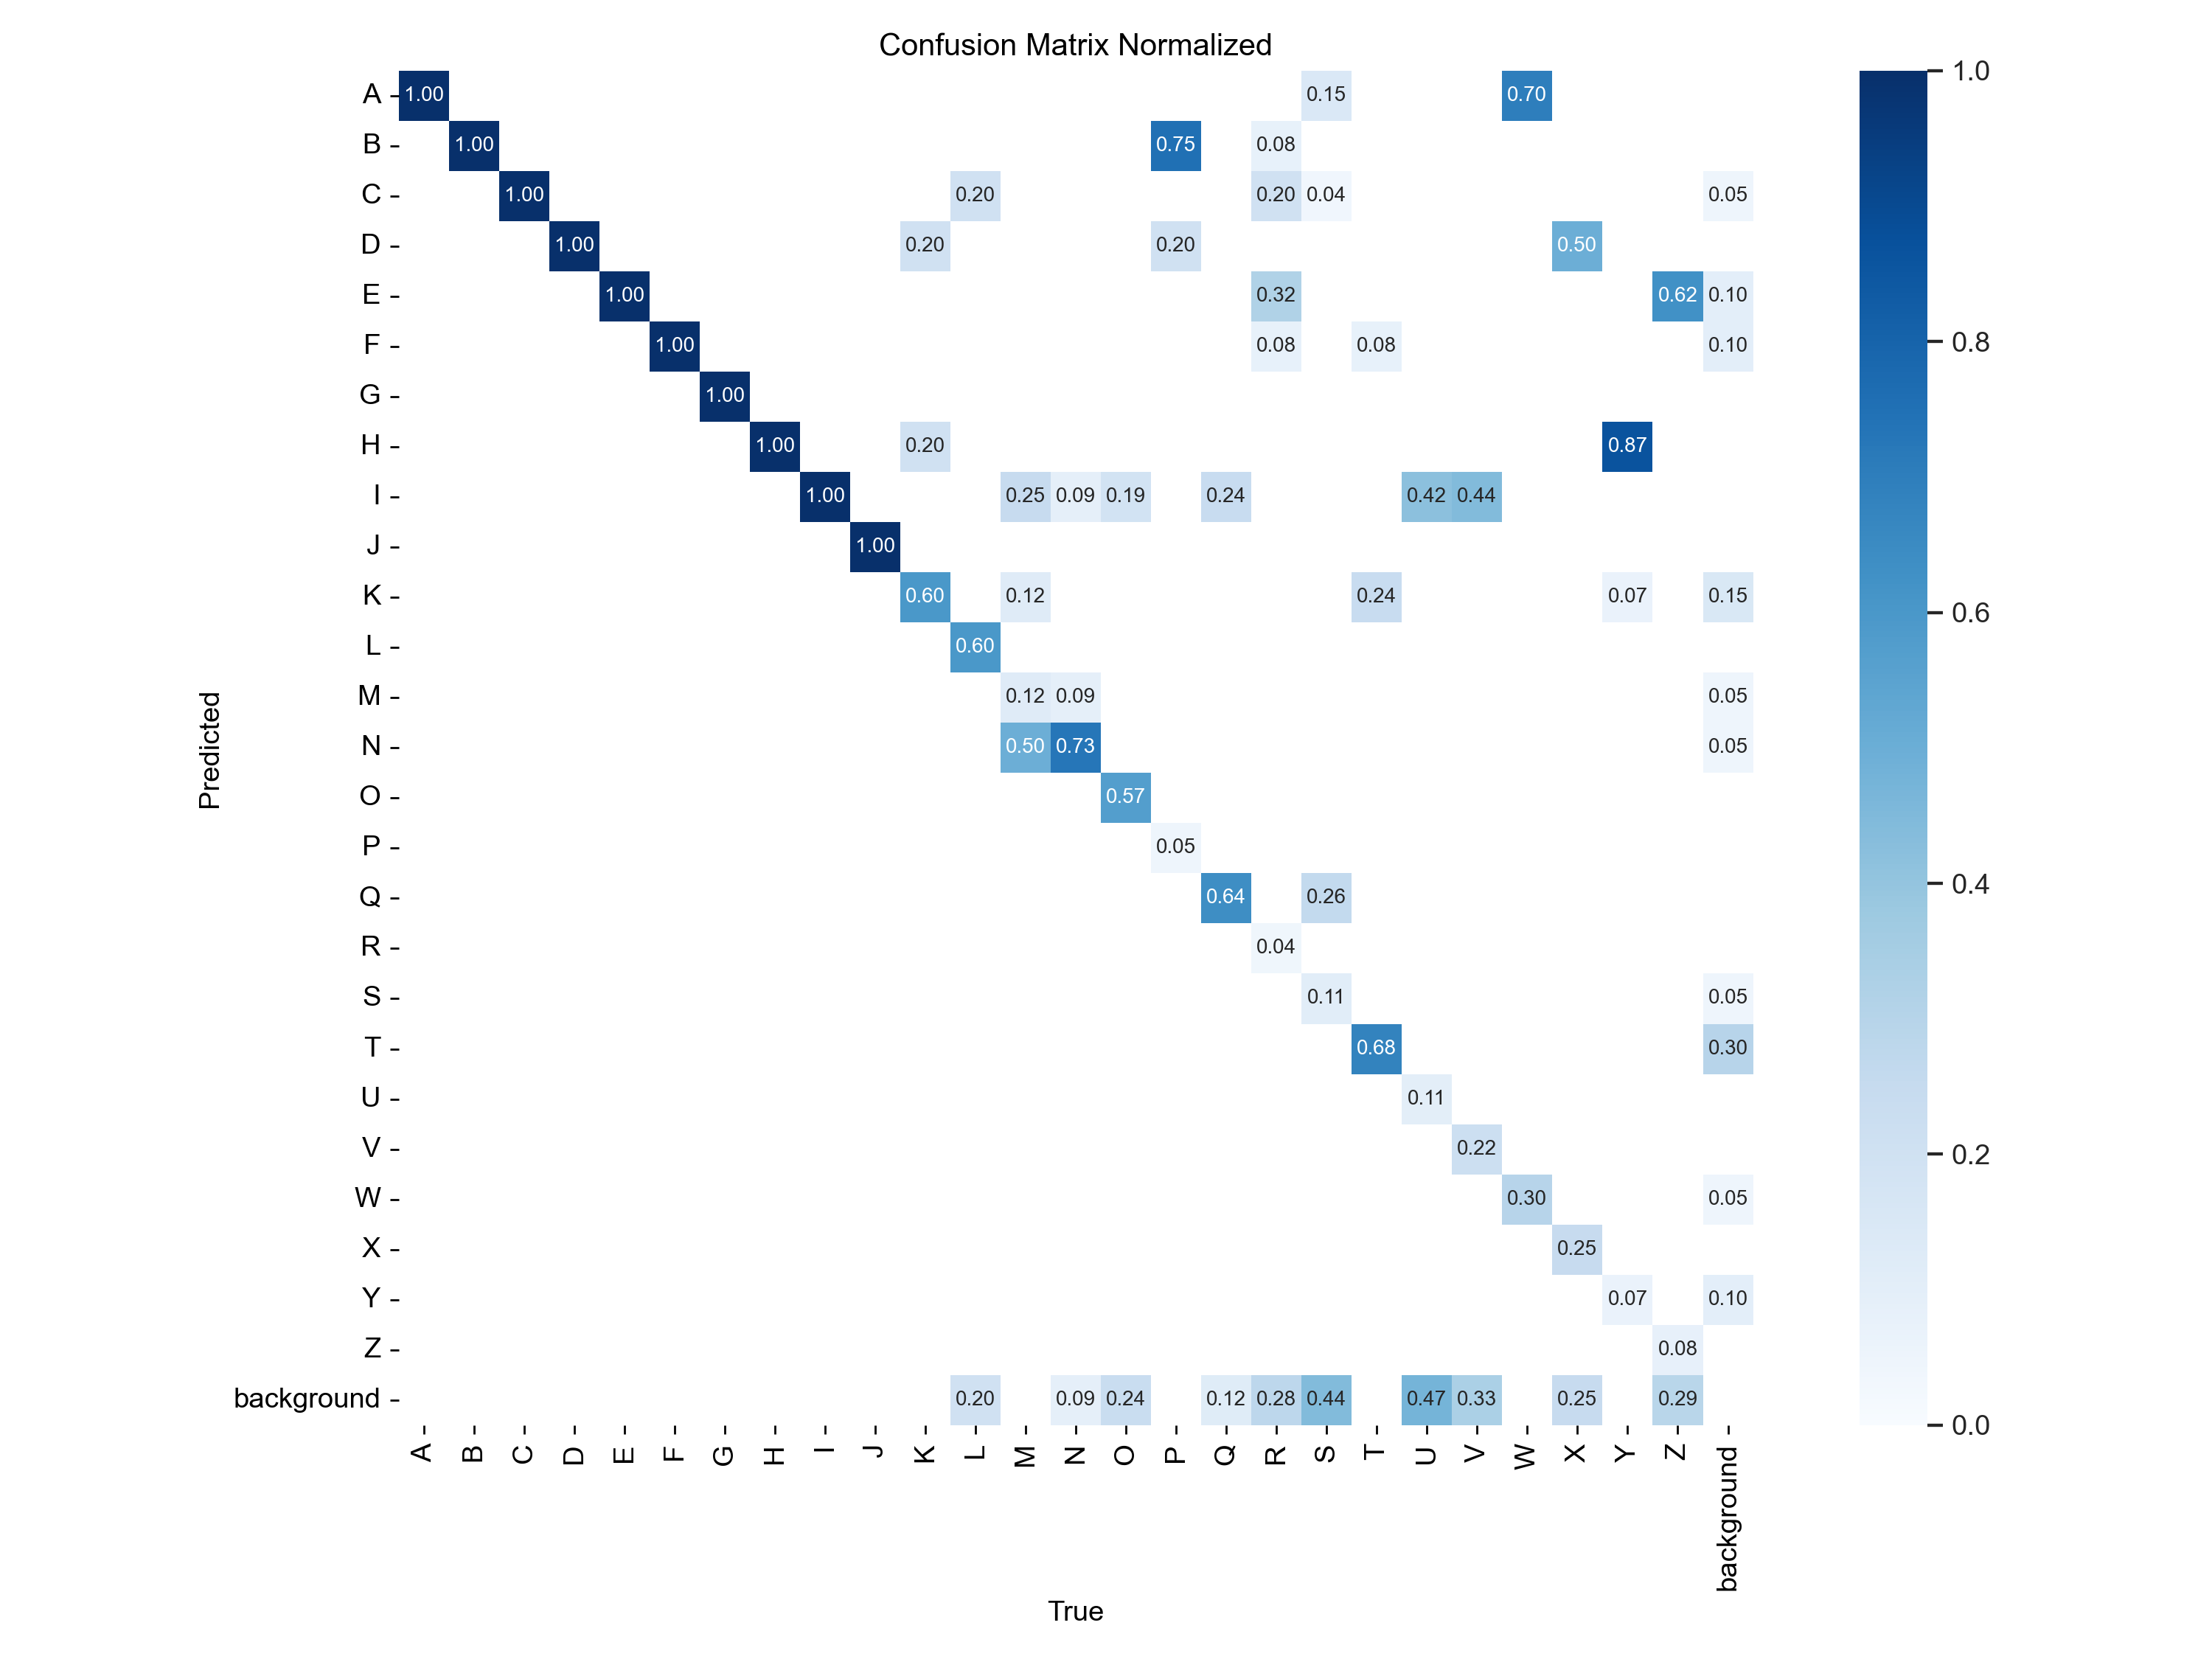 Confusion Matrix Normalized
A 1.00 0.15 0.70
B 1.00 0.75 0.08
C 1.00 0.20 0.20 0.04 0.05
D 1.00 0.20 0.20 0.50
E 1.00 0.32 0.62 0.10
F 1.00 0.08 0.08 0.10
G 1.00
H 1.00 0.20 0.87
I 1.00 0.25 0.09 0.19 0.24 0.42 0.44
J 1.00
K 0.60 0.12 0.24 0.07 0.15
L 0.60
M 0.12 0.09 0.05
N 0.50 0.73 0.05
O 0.57
P 0.05
Q 0.64 0.26
R 0.04
S 0.11 0.05
T 0.68 0.30
U 0.11
V 0.22
W 0.30 0.05
X 0.25
Y 0.07 0.10
Z 0.08
background 0.20 0.09 0.24 0.12 0.28 0.44 0.47 0.33 0.25 0.29
A B C D E F G H I J K L M N O P Q R S T U V W X Y Z background
True
Predicted
1.0
0.8
0.6
0.4
0.2
0.0